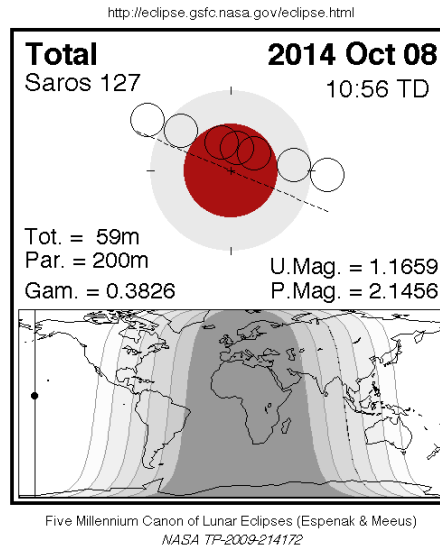 http://eclipse.gsfc.nasa.gov/eclipse.html
Total 2014 Oct 08
Saros 127 10:56 TD
Tot. = 59m
Par. = 200m U.Mag. = 1.1659
Gam. = 0.3826 P.Mag. = 2.1456
Five Millennium Canon of Lunar Eclipses (Espenak & Meeus)
NASA TP-2009-214172